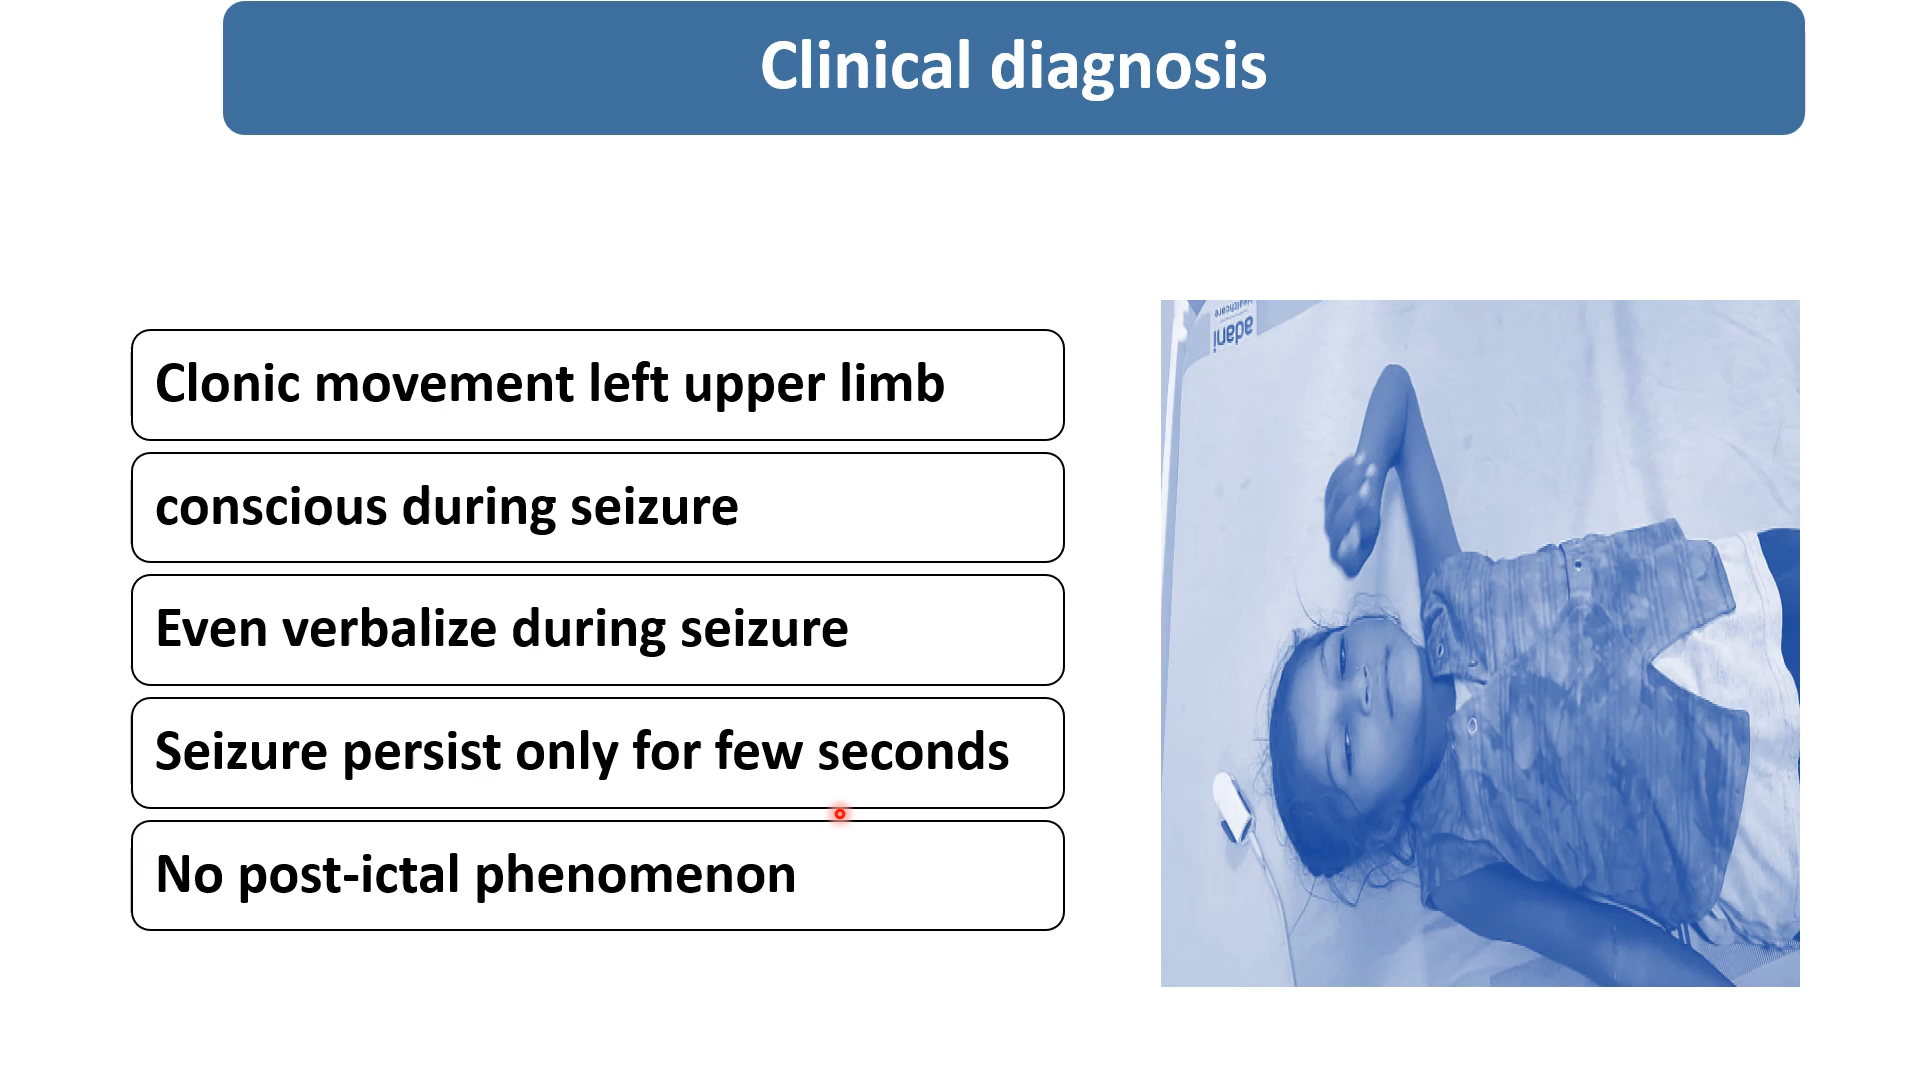 Clinical diagnosis
Clonic movement left upper limb
conscious during seizure
Even verbalize during seizure
Seizure persist only for few seconds
No post-ictal phenomenon
adani
Healthcare